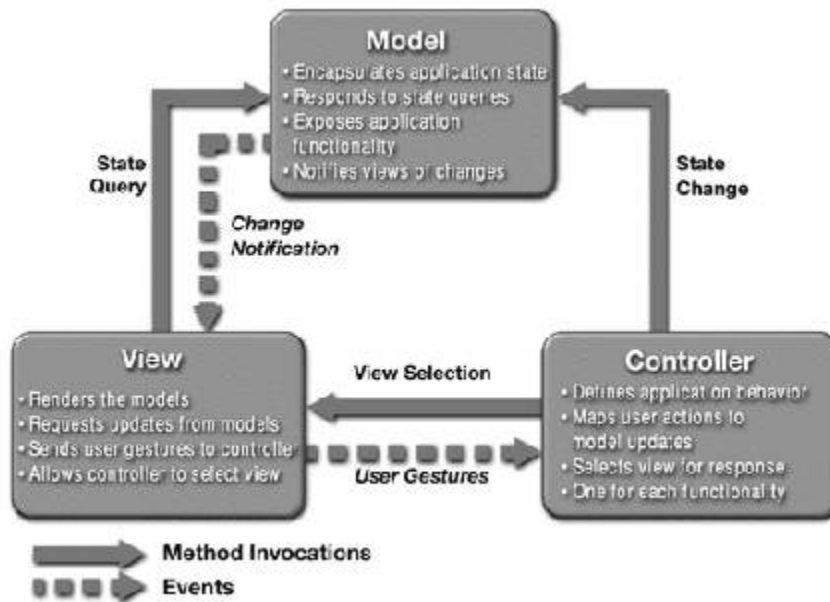 Model
• Encapsulates application state
• Responds to state queries
• Exposes application
functionality
• Notifies views of changes
State
Query
Change
Notification
State
Change
View
• Renders the models
• Requests updates from models
• Sends user gestures to controller
• Allows controller to select view
View Selection
User Gestures
Controller
• Defines application behavior
• Maps user actions to
model updates
• Selects view for response
• One for each functionality
Method Invocations
Events